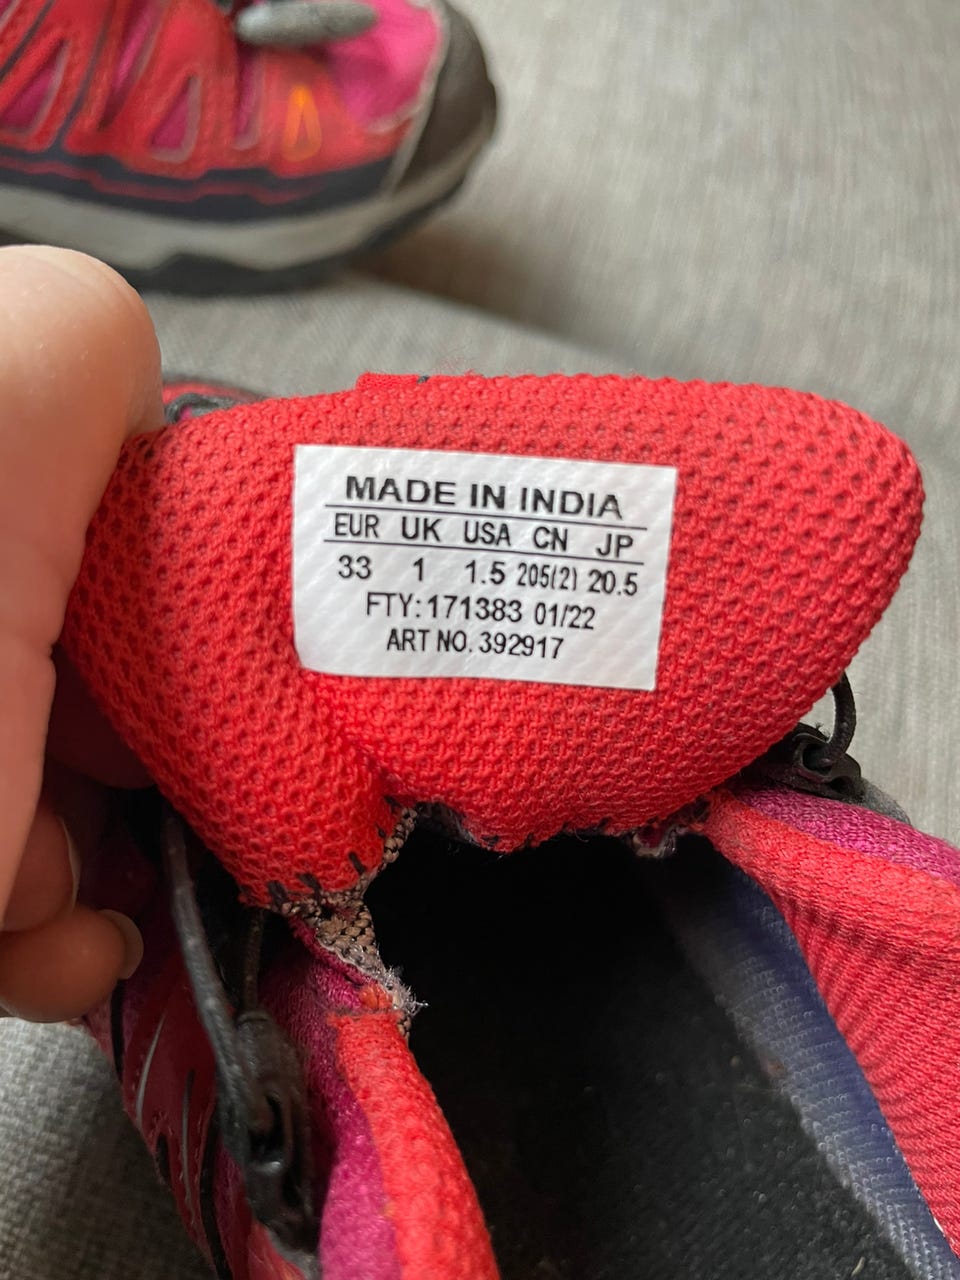 MADE IN INDIA
EUR UK USA CN JP
33 1 1.5 205(2) 20.5
FTY: 171383 01/22
ART NO. 392917